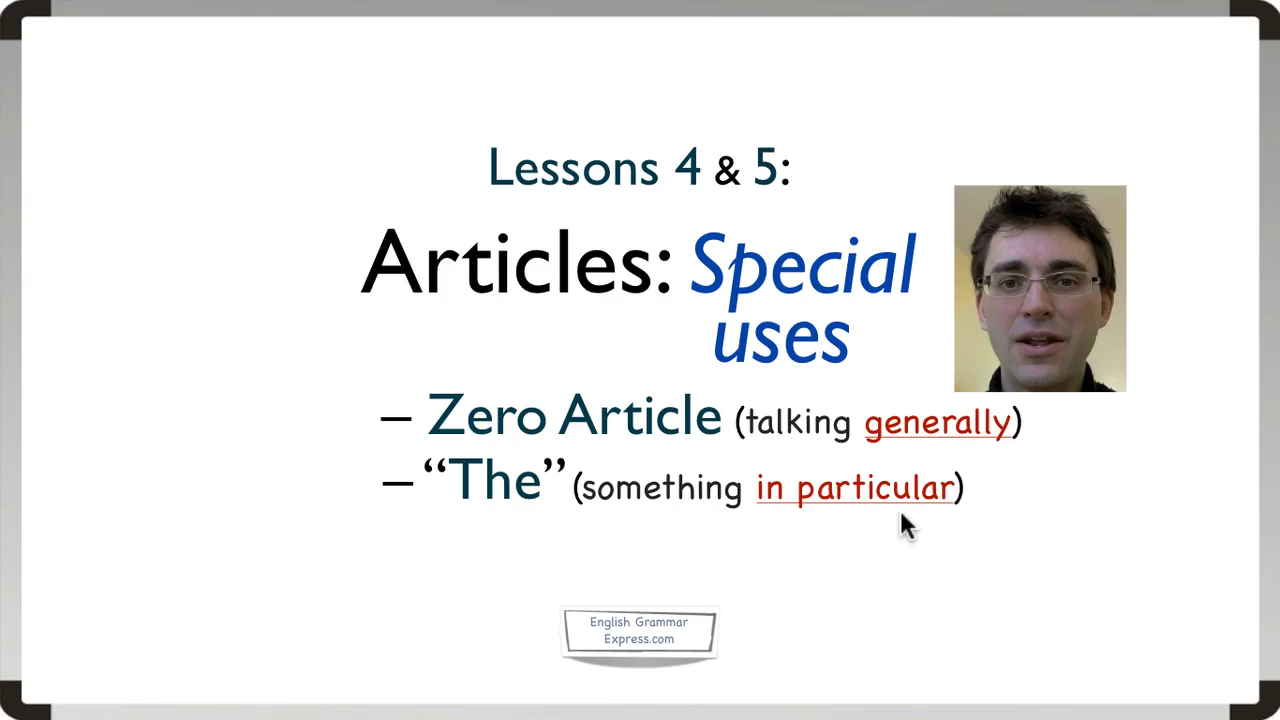 Lessons 4 & 5:
Articles: Special
uses
– Zero Article (talking generally)
– “The” (something in particular)
English Grammar
Express.com